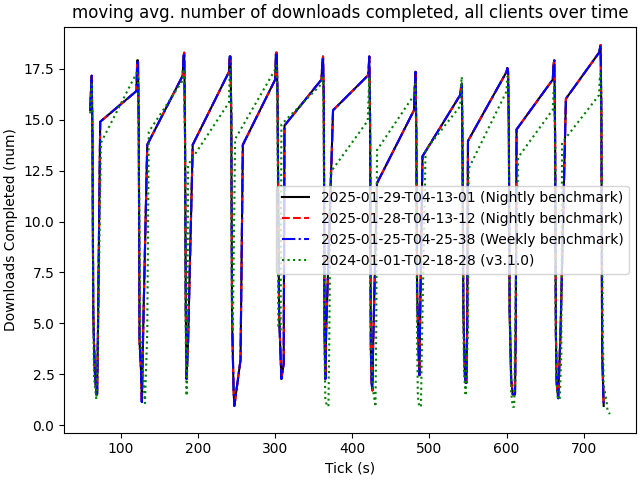 moving avg. number of downloads completed, all clients over time
Downloads Completed (num)
17.5
15.0
12.5
10.0
7.5
5.0
2.5
0.0
2025-01-29-T04-13-01 (Nightly benchmark)
2025-01-28-T04-13-12 (Nightly benchmark)
2025-01-25-T04-25-38 (Weekly benchmark)
2024-01-01-T02-18-28 (v3.1.0)
100 200 300 400 500 600 700
Tick (s)